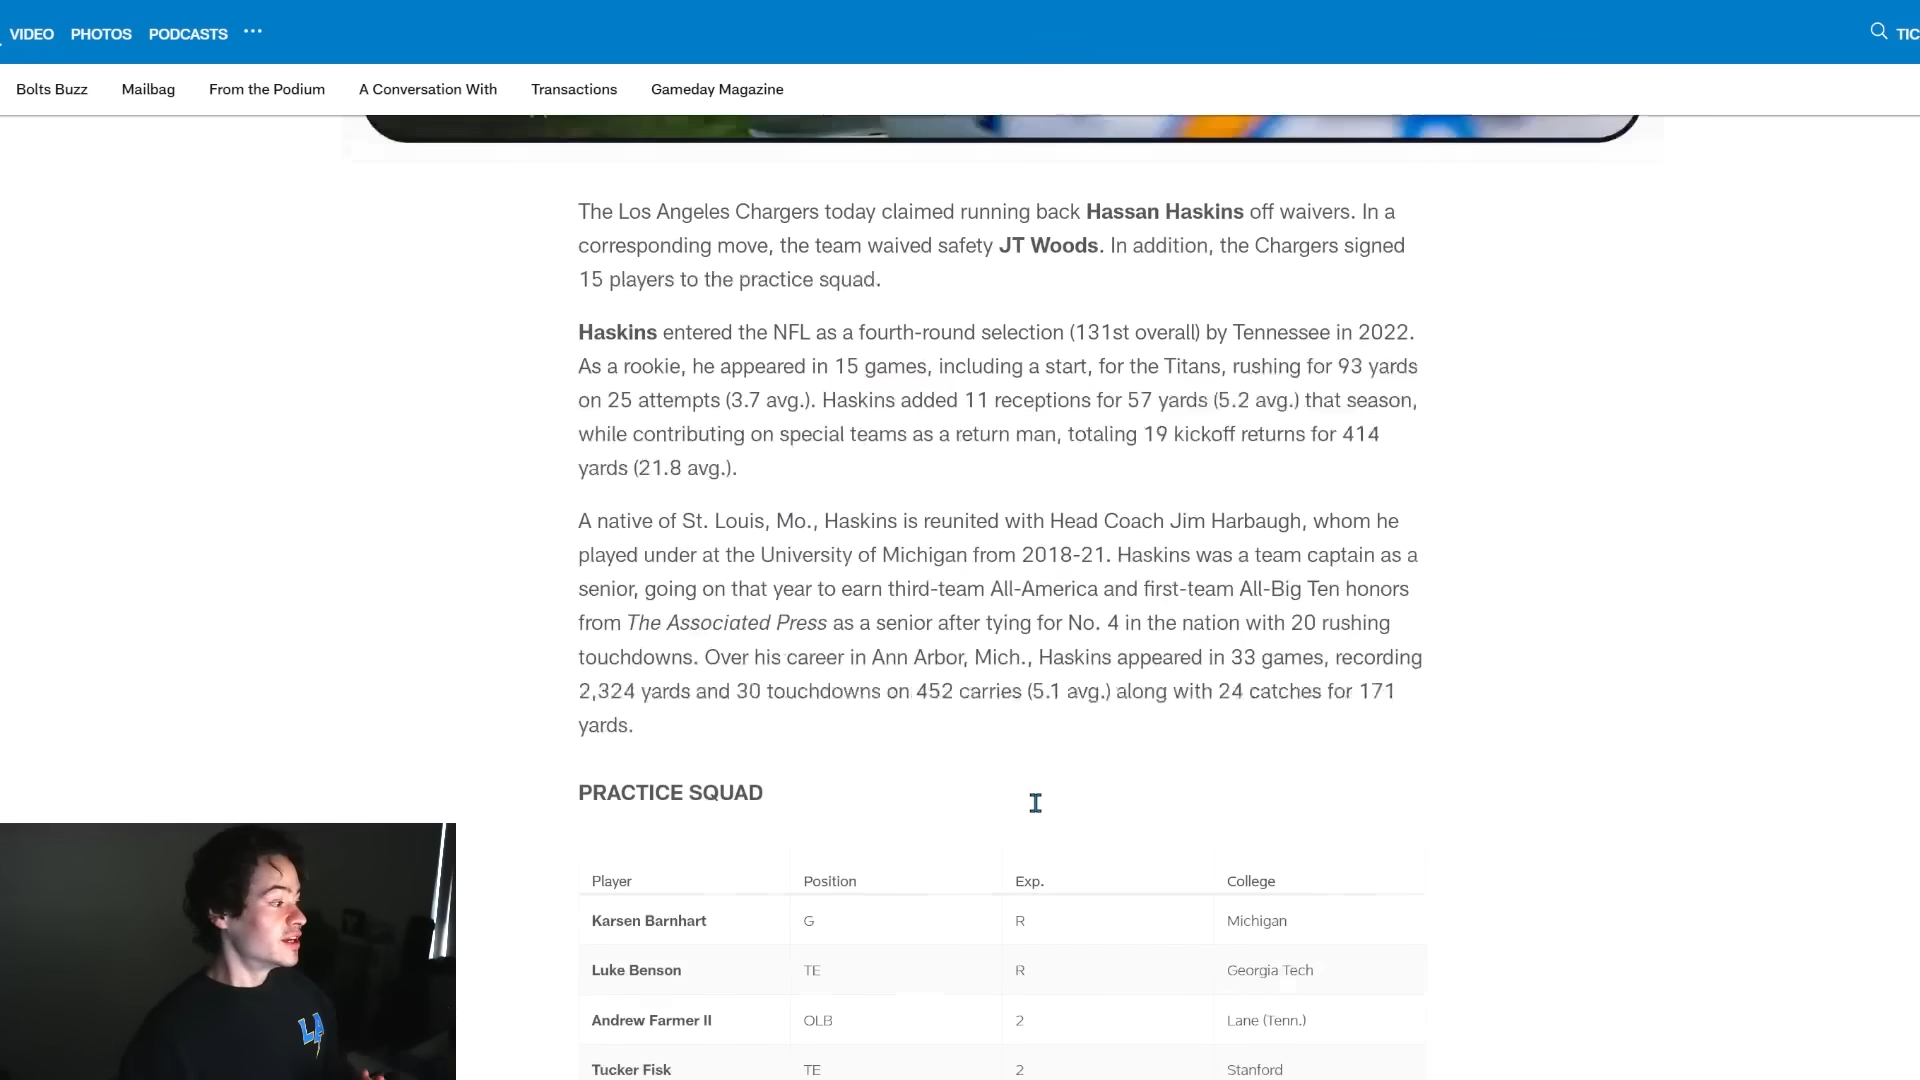 VIDEO PHOTOS PODCASTS ... TIC
Bolts Buzz Mailbag From the Podium A Conversation With Transactions Gameday Magazine
The Los Angeles Chargers today claimed running back Hassan Haskins off waivers. In a
corresponding move, the team waived safety JT Woods. In addition, the Chargers signed
15 players to the practice squad.
Haskins entered the NFL as a fourth-round selection (131st overall) by Tennessee in 2022.
As a rookie, he appeared in 15 games, including a start, for the Titans, rushing for 93 yards
on 25 attempts (3.7 avg.). Haskins added 11 receptions for 57 yards (5.2 avg.) that season,
while contributing on special teams as a return man, totaling 19 kickoff returns for 414
yards (21.8 avg.).
A native of St. Louis, Mo., Haskins is reunited with Head Coach Jim Harbaugh, whom he
played under at the University of Michigan from 2018-21. Haskins was a team captain as a
senior, going on that year to earn third-team All-America and first-team All-Big Ten honors
from The Associated Press as a senior after tying for No. 4 in the nation with 20 rushing
touchdowns. Over his career in Ann Arbor, Mich., Haskins appeared in 33 games, recording
2,324 yards and 30 touchdowns on 452 carries (5.1 avg.) along with 24 catches for 171
yards.
PRACTICE SQUAD
Player Position Exp. College
Karsen Barnhart G R Michigan
Luke Benson TE R Georgia Tech
Andrew Farmer II OLB 2 Lane (Tenn.)
Tucker Fisk TE 2 Stanford
LA